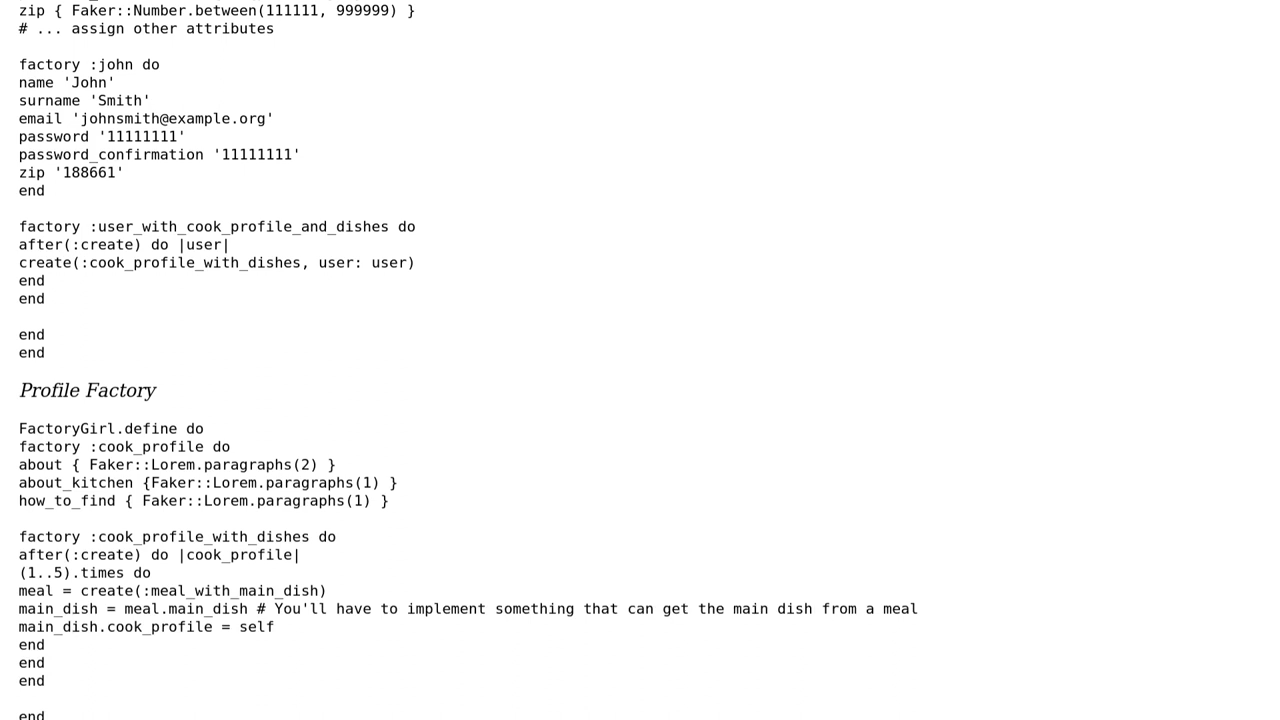 zip { Faker::Number.between(111111, 999999) }
# ... assign other attributes
factory :john do
name 'John'
surname 'Smith'
email 'johnsmith@example.org'
password '11111111'
password_confirmation '11111111'
zip '188661'
end
factory :user_with_cook_profile_and_dishes do
after(:create) do |user|
create(:cook_profile_with_dishes, user: user)
end
end
end
end
Profile Factory
FactoryGirl.define do
factory :cook_profile do
about { Faker::Lorem.paragraphs(2) }
about_kitchen {Faker::Lorem.paragraphs(1) }
how_to_find { Faker::Lorem.paragraphs(1) }
factory :cook_profile_with_dishes do
after(:create) do |cook_profile|
(1..5).times do
meal = create(:meal_with_main_dish)
main_dish = meal.main_dish # You'll have to implement something that can get the main dish from a meal
main_dish.cook_profile = self
end
end
end
end